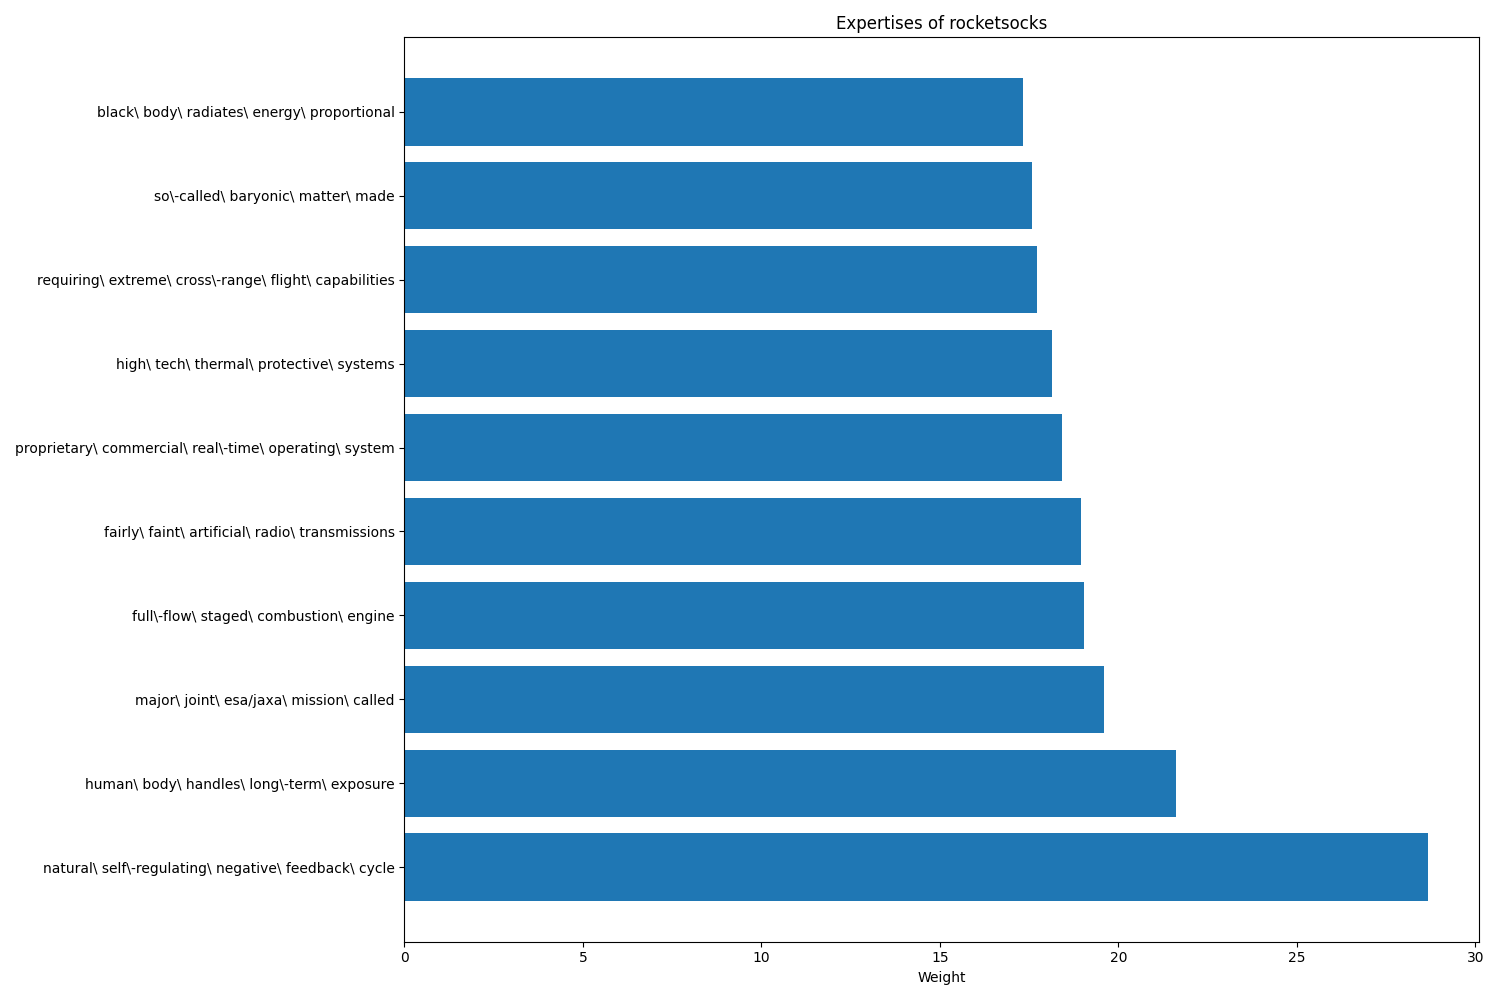 Expertises of rocketsocks
black\ body\ radiates\ energy\ proportional
so\-called\ baryonic\ matter\ made
requiring\ extreme\ cross\-range\ flight\ capabilities
high\ tech\ thermal\ protective\ systems
proprietary\ commercial\ real\-time\ operating\ system
fairly\ faint\ artificial\ radio\ transmissions
full\-flow\ staged\ combustion\ engine
major\ joint\ esa/jaxa\ mission\ called
human\ body\ handles\ long\-term\ exposure
natural\ self\-regulating\ negative\ feedback\ cycle
0 5 10 15 20 25 30
Weight